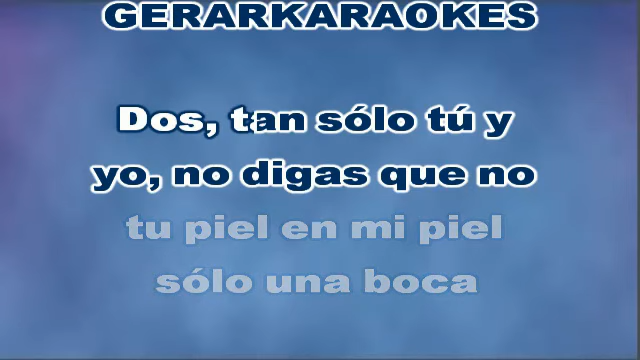 GERARKARAOKES
Dos, tan sólo tú y
yo, no digas que no
tu piel en mi piel
sólo una boca